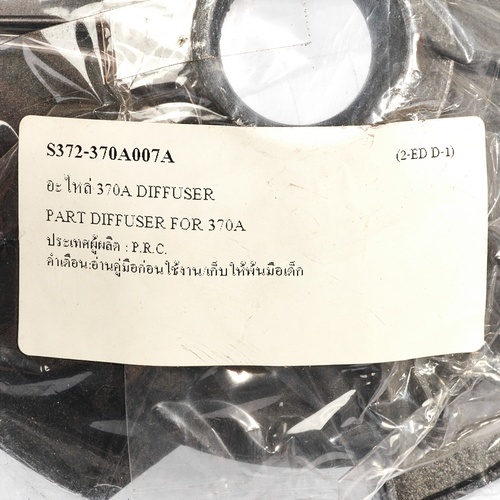 S372-370A007A (2-ED D-1)
อะไหล่ 370A DIFFUSER
PART DIFFUSER FOR 370A
ประเทศผู้ผลิต : P.R.C.
คำเตือน:อ่านคู่มือก่อนใช้งาน/เก็บให้พ้นมือเด็ก